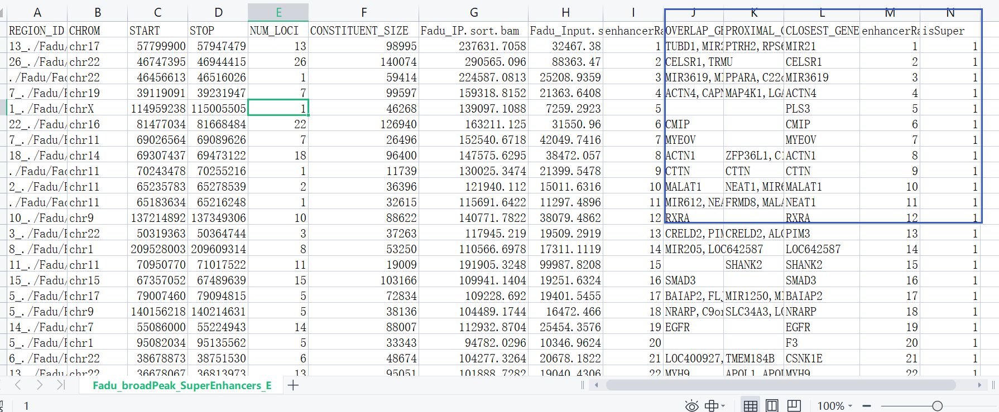 A B C D E F G H I J K L M N
REGION_ID CHROM START STOP NUM_LOCI CONSTITUENT_SIZE Fadu_IP.sort.bam Fadu_Input.s enhancerRa OVERLAP_GE PROXIMAL_G CLOSEST_GENE enhancerRa isSuper
13_./Fadu/ chr17 57799900 57947479 13 98995 237631.7058 32467.38 1 TUBD1,MIR2 PTRH2,RPS6 MIR21 1 1
26_./Fadu/ chr22 46747395 46944415 26 140074 290565.096 88363.47 2 CELSR1,TRMU CELSR1 2 1
./Fadu/Fad chr22 46456613 46516026 1 59414 224587.0813 25208.9359 3 MIR3619,MI PPARA,C22o MIR3619 3 1
7_./Fadu/F chr19 39119091 39231947 7 99597 159318.8152 21363.6408 4 ACTN4,CAPN MAP4K1,LGA ACTN4 4 1
1_./Fadu/F chrX 114959238 115005505 1 46268 139097.1088 7259.2923 5 PLS3 5 1
22_./Fadu/ chr16 81477034 81668484 22 126940 163211.125 31550.96 6 CMIP CMIP 6 1
7_./Fadu/F chr11 69026564 69089626 7 26496 152540.6718 42049.7416 7 MYEOV MYEOV 7 1
18_./Fadu/ chr14 69307437 69473122 18 96400 147575.6295 38472.057 8 ACTN1 ZFP36L1,C1 ACTN1 8 1
./Fadu/Fad chr11 70243478 70255216 1 11739 130025.3474 21399.5478 9 CTTN CTTN CTTN 9 1
2_./Fadu/F chr11 65235783 65278539 2 36396 121940.112 15011.6316 10 MALAT1 NEAT1,MIR6 MALAT1 10 1
./Fadu/Fad chr11 65183634 65216248 1 32615 115691.6422 11297.4896 11 MIR612,NEA FRMD8,MALA NEAT1 11 1
10_./Fadu/ chr9 137214892 137349306 10 88622 140771.7822 38079.4862 12 RXRA RXRA 12 1
3_./Fadu/F chr22 50319363 50364744 3 37263 117945.219 19509.2919 13 CRELD2,PIM CRELD2,ALG PIM3 13 1
8_./Fadu/F chr1 209528003 209609314 8 53250 110566.6978 17311.1119 14 MIR205,LOC642587 LOC642587 14 1
11_./Fadu/ chr11 70950770 71017522 11 19009 191905.3248 99987.8208 15 SHANK2 SHANK2 15 1
15_./Fadu/ chr15 67357052 67489639 15 103166 109941.1404 19251.6324 16 SMAD3 SMAD3 16 1
5_./Fadu/F chr17 79007460 79094815 5 72834 109228.692 19401.5455 17 BAIAP2,FLJ MIR1250,MI BAIAP2 17 1
5_./Fadu/F chr9 140156218 140214631 5 38136 104489.1744 16472.466 18 NRARP,C9or SLC34A3,LO NRARP 18 1
14_./Fadu/ chr7 55086000 55224943 14 88007 112932.8704 25454.3576 19 EGFR EGFR 19 1
5_./Fadu/F chr1 95082034 95135562 5 33343 94782.0296 10346.9624 20 F3 20 1
6_./Fadu/F chr22 38678873 38751530 6 48674 104277.3264 20678.1822 21 LOC400927, TMEM184B CSNK1E 21 1
13_./Fadu/ chr22 36678067 36813973 13 95051 101888.7282 19040.4306 22 MYH9 APOL1,APOL MYH9 22 1
Fadu_broadPeak_SuperEnhancers_E
1 100%